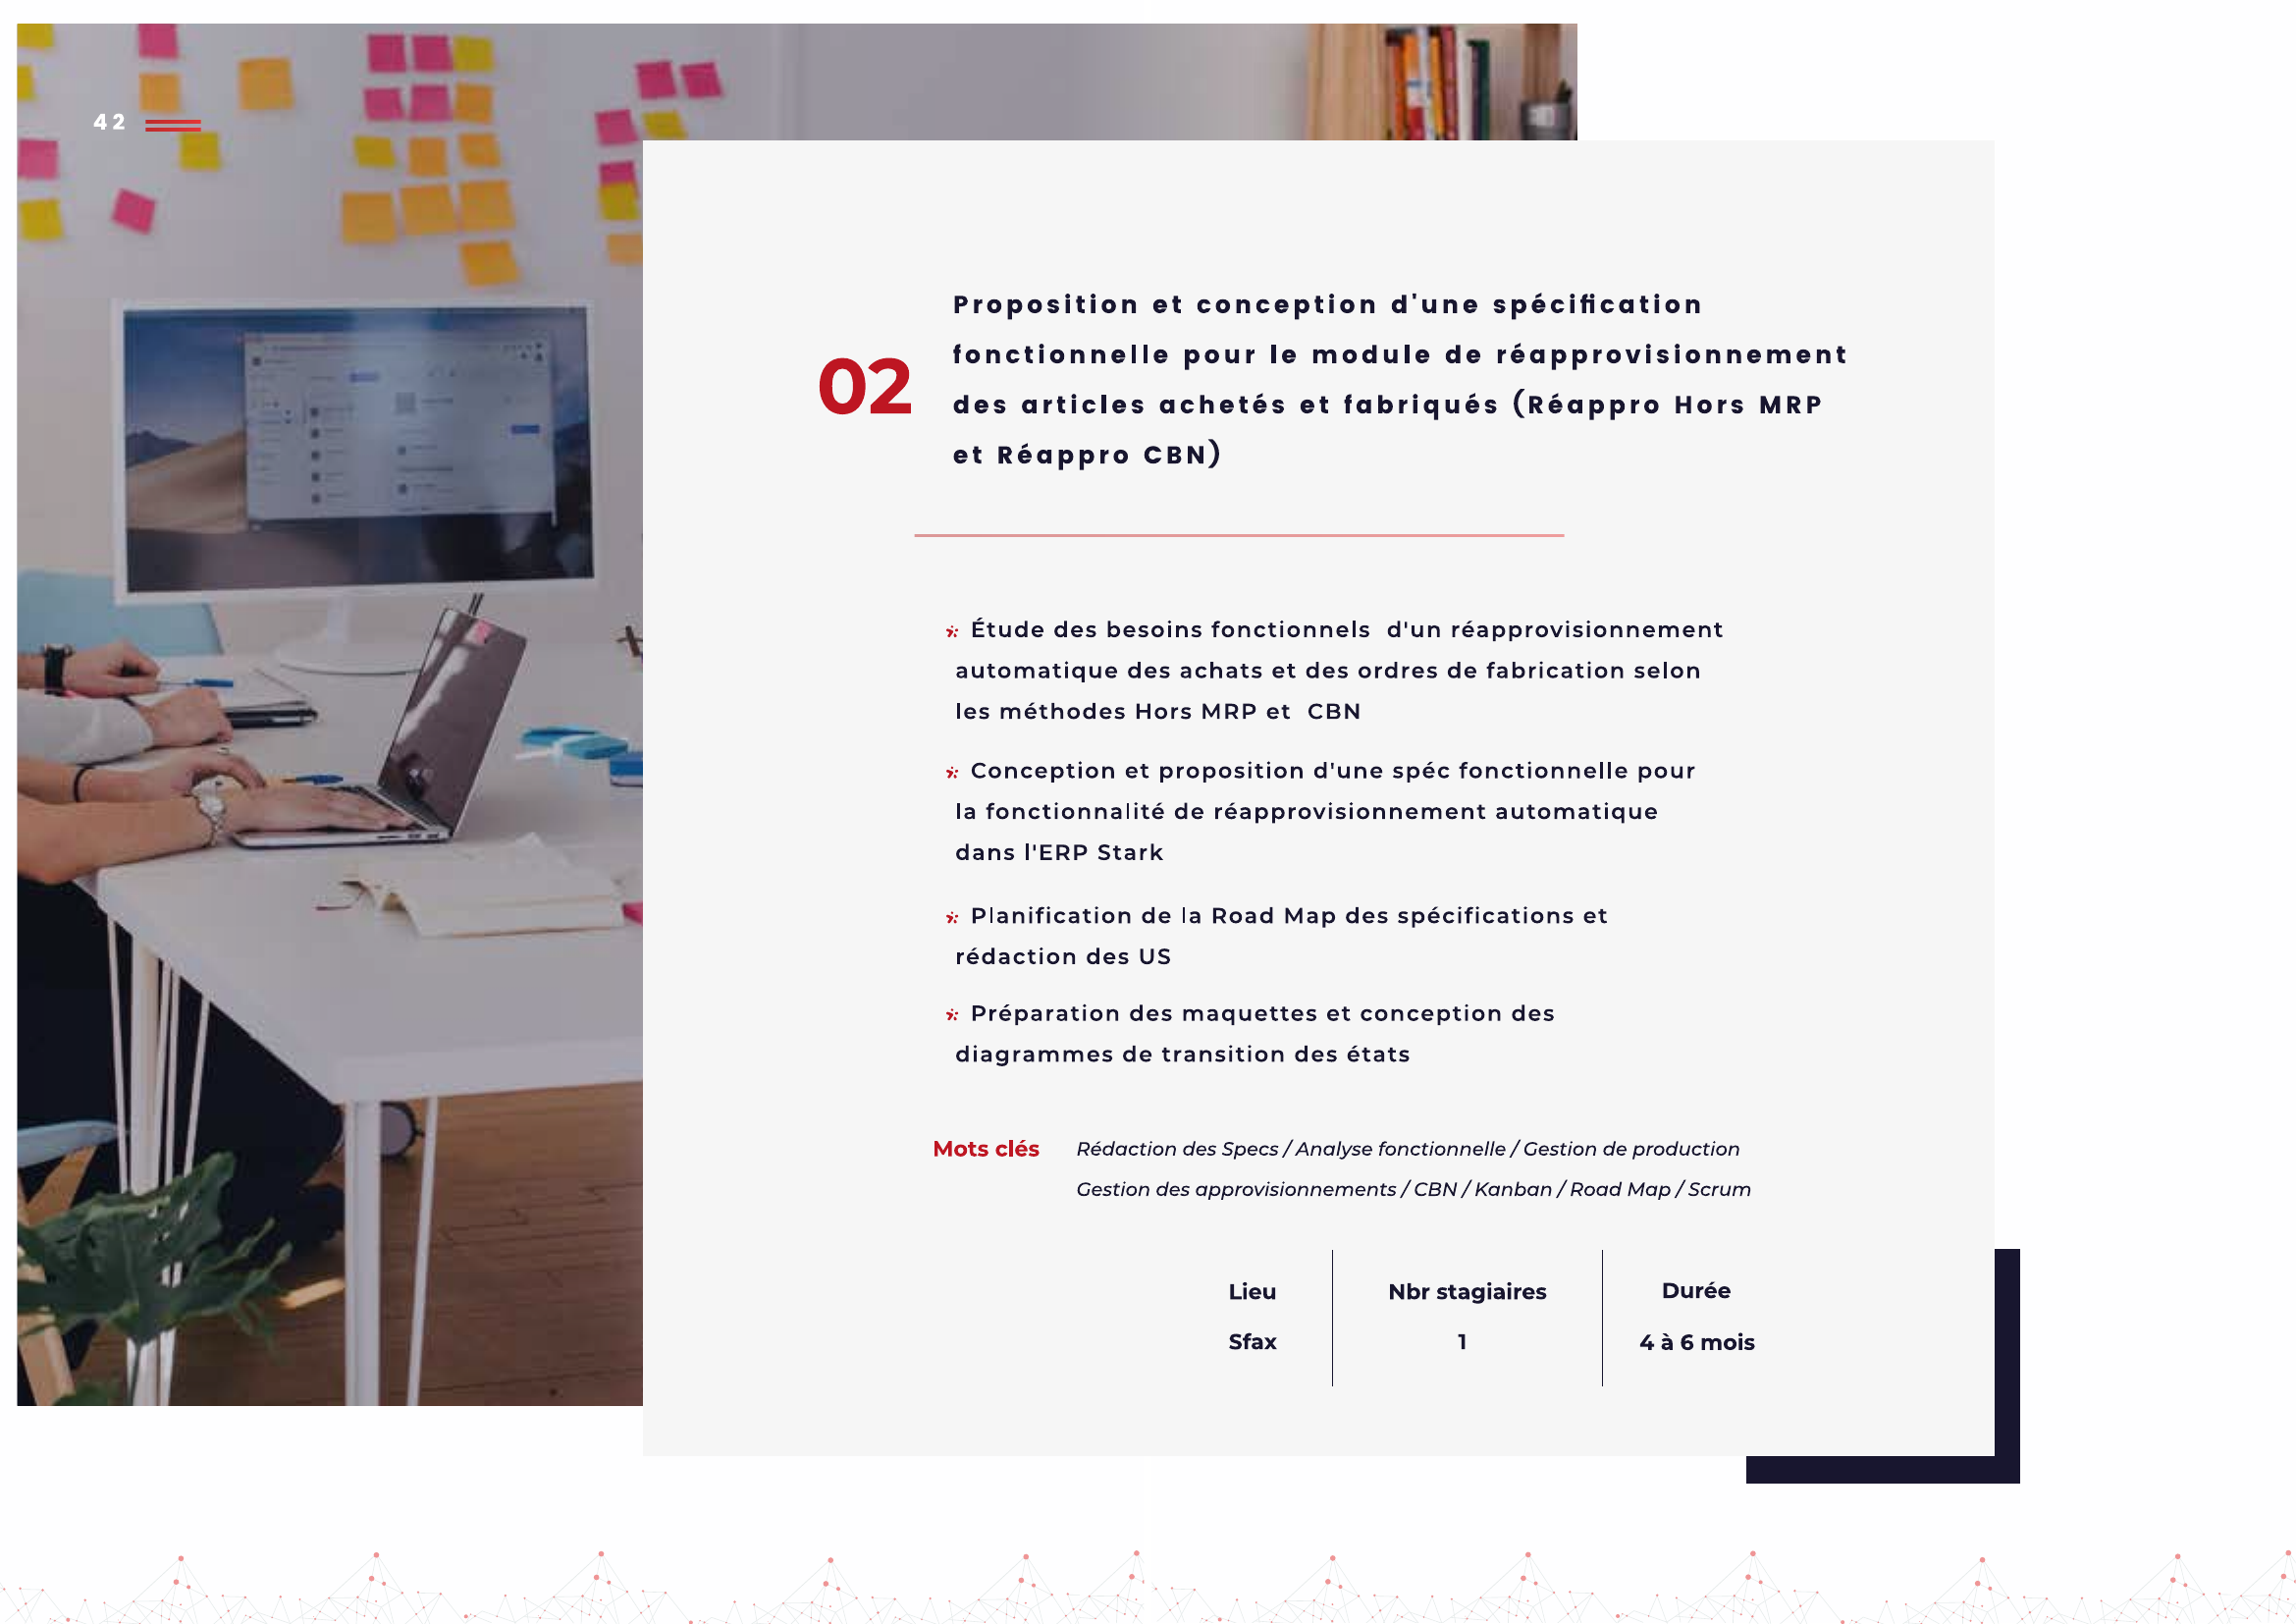 42
02
Proposition et conception d'une spécification
fonctionnelle pour le module de réapprovisionnement
des articles achetés et fabriqués (Réappro Hors MRP
et Réappro CBN)
Étude des besoins fonctionnels d'un réapprovisionnement
automatique des achats et des ordres de fabrication selon
les méthodes Hors MRP et CBN
Conception et proposition d'une spéc fonctionnelle pour
la fonctionnalité de réapprovisionnement automatique
dans l'ERP Stark
Planification de la Road Map des spécifications et
rédaction des US
Préparation des maquettes et conception des
diagrammes de transition des états
Mots clés
Rédaction des Specs / Analyse fonctionnelle / Gestion de production
Gestion des approvisionnements / CBN / Kanban / Road Map / Scrum
Lieu Nbr stagiaires Durée
Sfax 1 4 à 6 mois